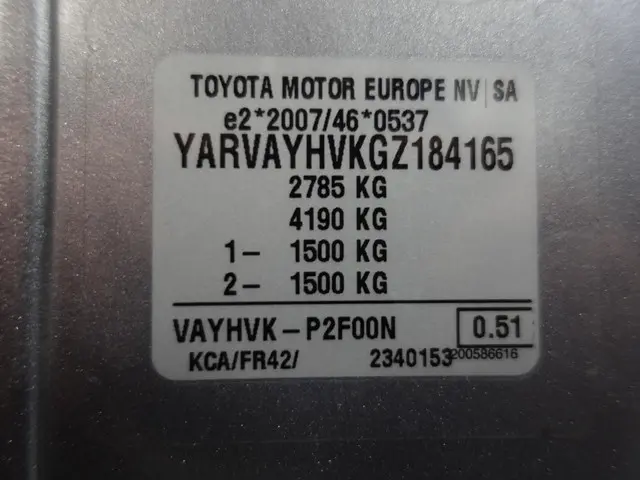 TOYOTA MOTOR EUROPE NV|SA
e2*2007/46*0537
YARVAYHVKGZ184165
2785 KG
4190 KG
1- 1500 KG
2- 1500 KG
VAYHVK-P2F00N 0.51
KCA/FR42/ 2340153 200586616